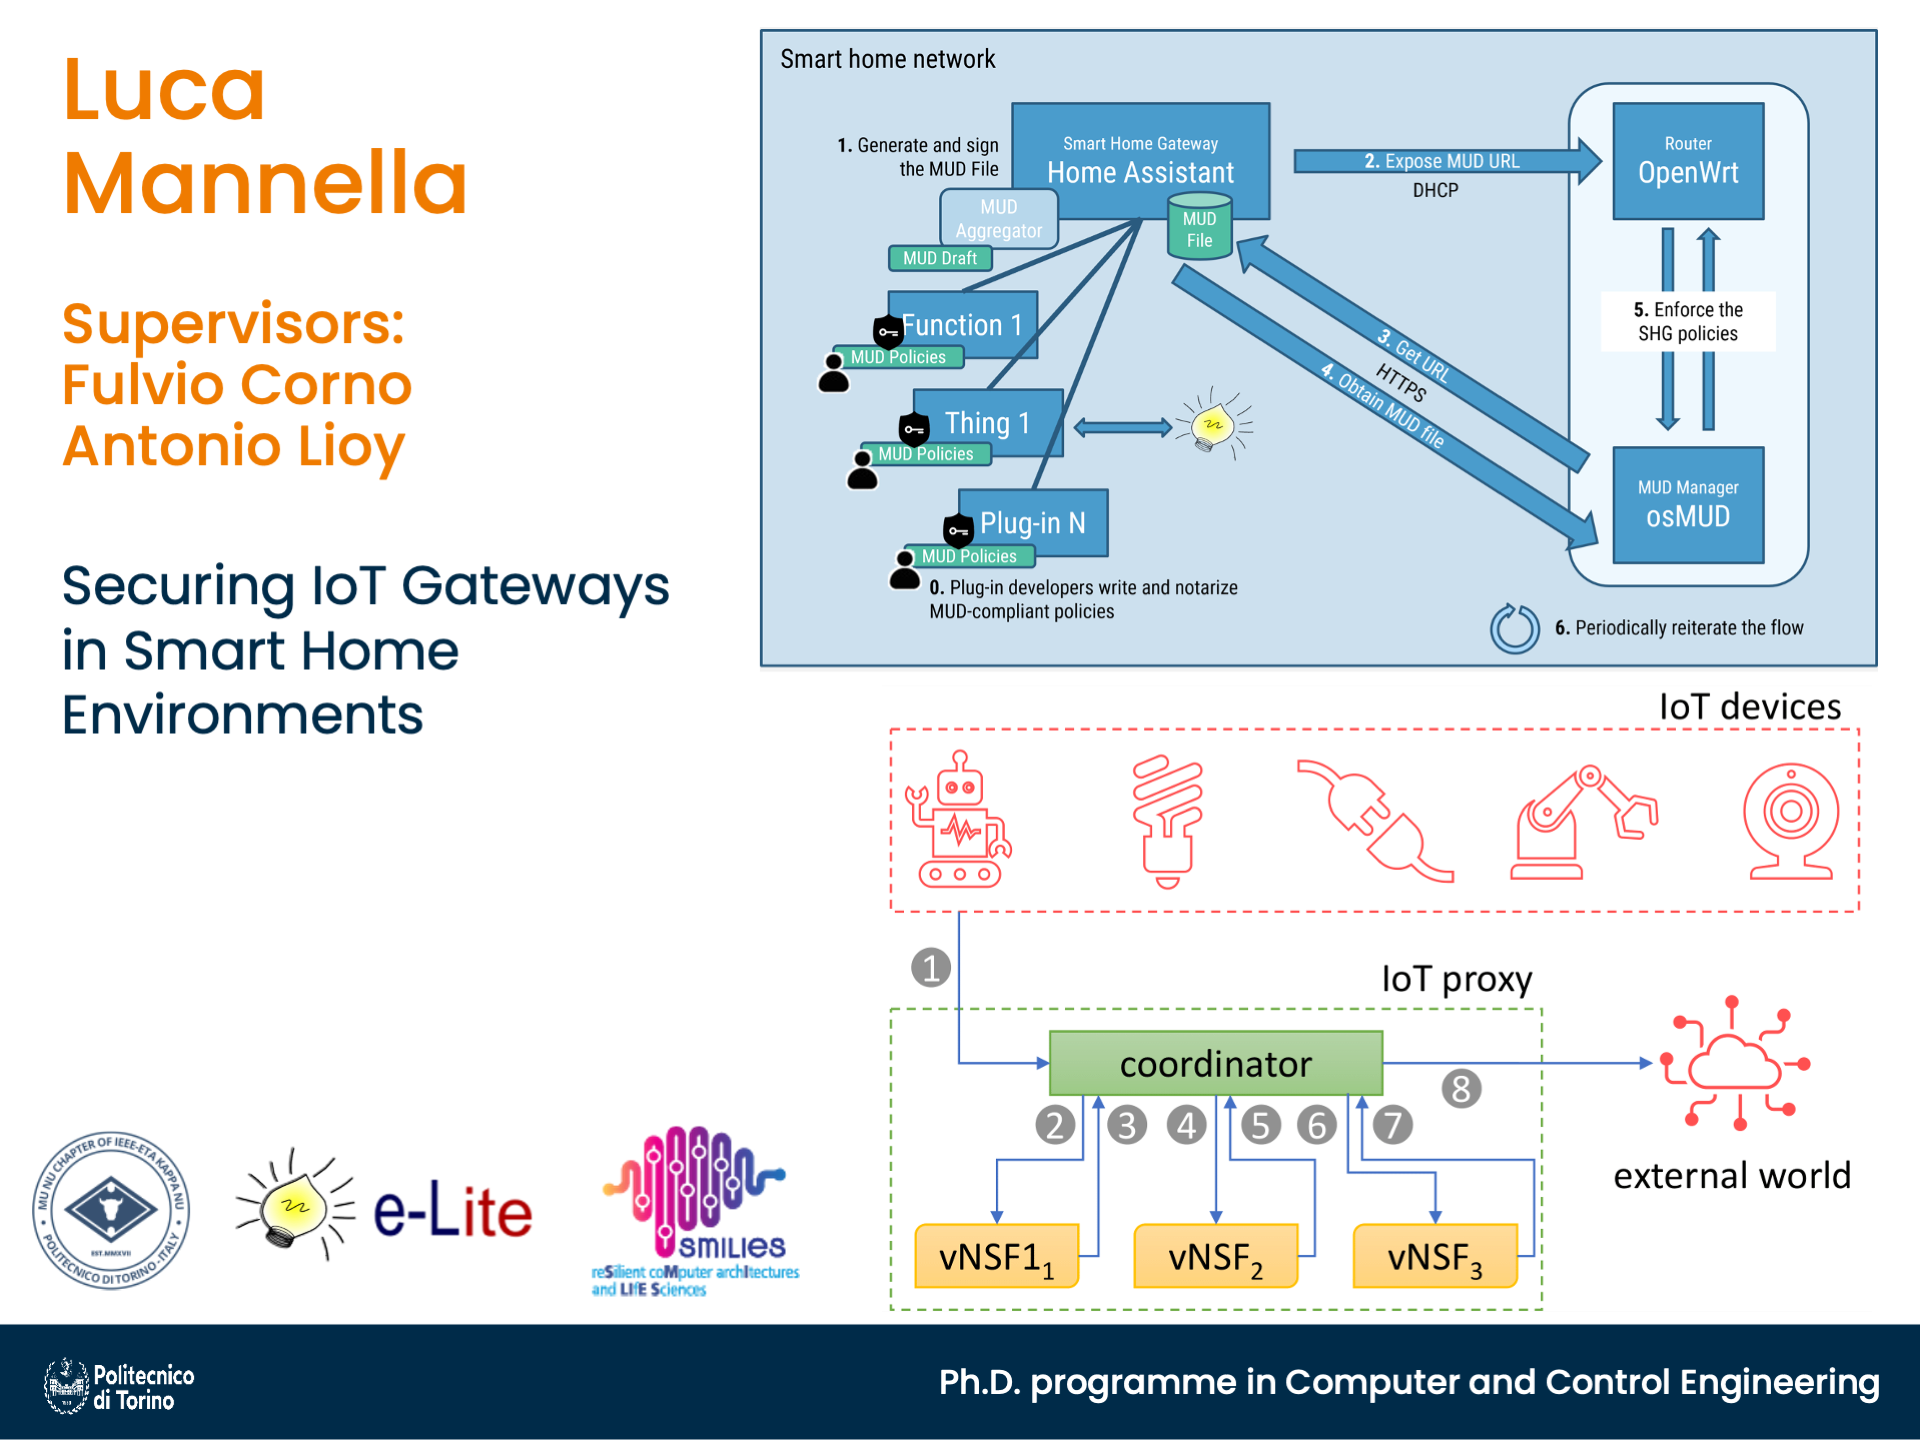 Luca
Mannella
Supervisors:
Fulvio Corno
Antonio Lioy
Securing IoT Gateways
in Smart Home
Environments
Smart home network
1. Generate and sign
the MUD File
Smart Home Gateway
Home Assistant
MUD
Aggregator
MUD Draft
MUD
File
2. Expose MUD URL
DHCP
Router
OpenWrt
Function 1
MUD Policies
Thing 1
MUD Policies
Plug-in N
MUD Policies
0. Plug-in developers write and notarize
MUD-compliant policies
3. Get URL
HTTPS
4. Obtain MUD file
5. Enforce the
SHG policies
MUD Manager
osMUD
6. Periodically reiterate the flow
IoT devices
1
IoT proxy
coordinator
8
2 3 4 5 6 7
external world
vNSF1₁
vNSF₂
vNSF₃
MU NU CHAPTER OF IEEE-ETA KAPPA NU
EST.MMXVII
POLITECNICO DI TORINO - ITALY
e-Lite
SMILIES
reSilient coMputer archItectures
and LIfE Sciences
Politecnico
di Torino
Ph.D. programme in Computer and Control Engineering